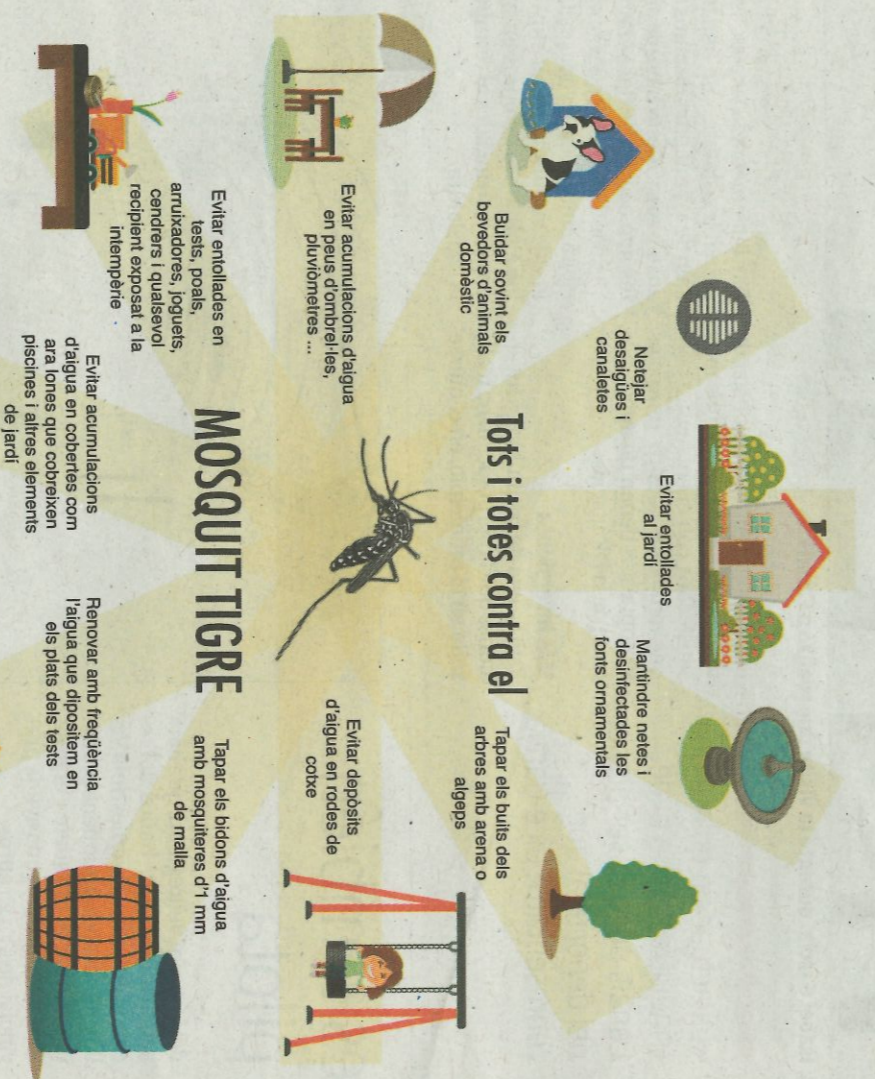 Evitar entollades
al jardí
Netejar
desaigües i
canaletes
Mantindre netes i
desinfectades les
fonts ornamentals
Buidar sovint els
bevedors d'animals
domèstic
Tapar els buits dels
arbres amb arena o
algeps
Tots i totes contra el
MOSQUIT TIGRE
Evitar acumulacions d'aigua
en peus d'ombrel·les,
pluviòmetres ...
Evitar depòsits
d'aigua en rodes de
cotxe
Evitar entollades en
tests, poals,
arruixadores, joguets,
cendrers i qualsevol
recipient exposat a la
intempèrie
Tapar els bidons d'aigua
amb mosquiteres d'1 mm
de malla
Evitar acumulacions
d'aigua en cobertes com
ara lones que cobreixen
piscines i altres elements
de jardí
Renovar amb freqüència
l'aigua que dipositem en
els plats dels tests